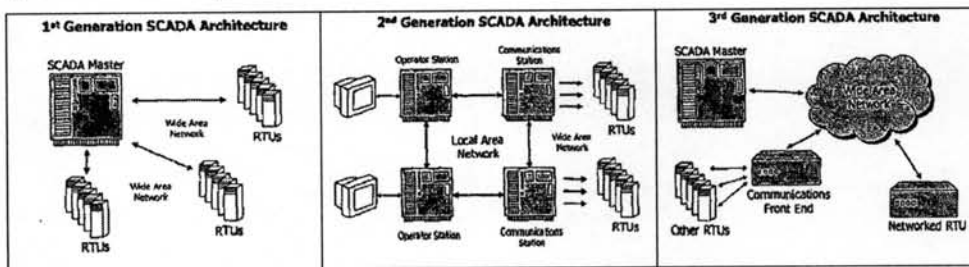 1st Generation SCADA Architecture
SCADA Master
Wide Area
Network
RTUs
Wide Area
Network
RTUs
RTUs
2nd Generation SCADA Architecture
Operator Station
Communications
Station
RTUs
Local Area
Network
Wide Area
Network
Operator Station
Communications
Station
RTUs
3rd Generation SCADA Architecture
SCADA Master
Wide Area
Network
Communications
Front End
Other RTUs
Networked RTU